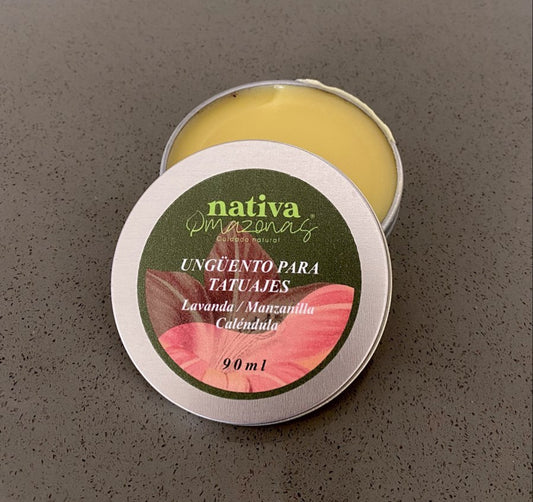 nativa
Amazonas®
Cuidado natural
UNGÜENTO PARA
TATUAJES
Lavanda / Manzanilla
Caléndula
90ml